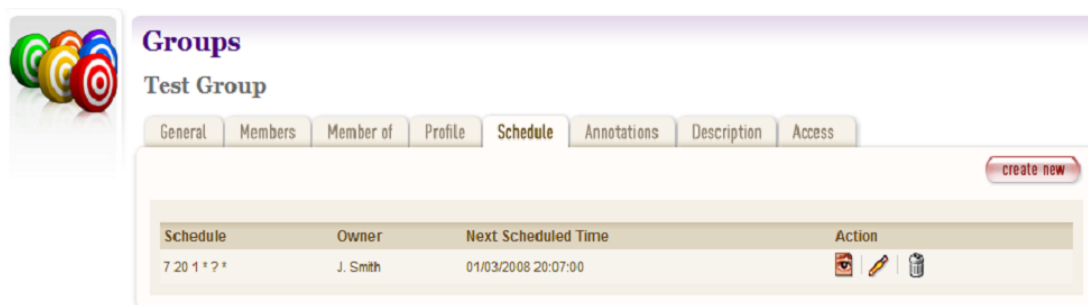 Groups
Test Group
General Members Member of Profile Schedule Annotations Description Access
create new
Schedule Owner Next Scheduled Time Action
7 20 1 * ? * J. Smith 01/03/2008 20:07:00